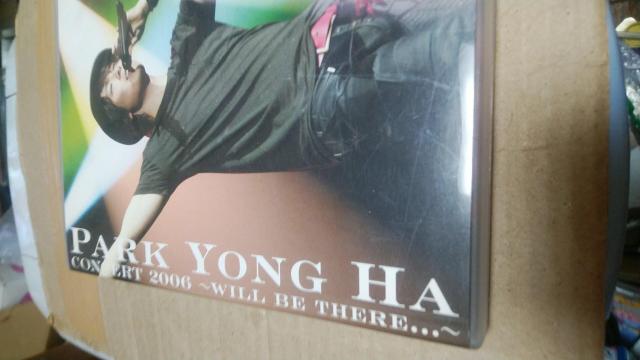 PARK YONG HA
CONCERT 2006 ~WILL BE THERE...~